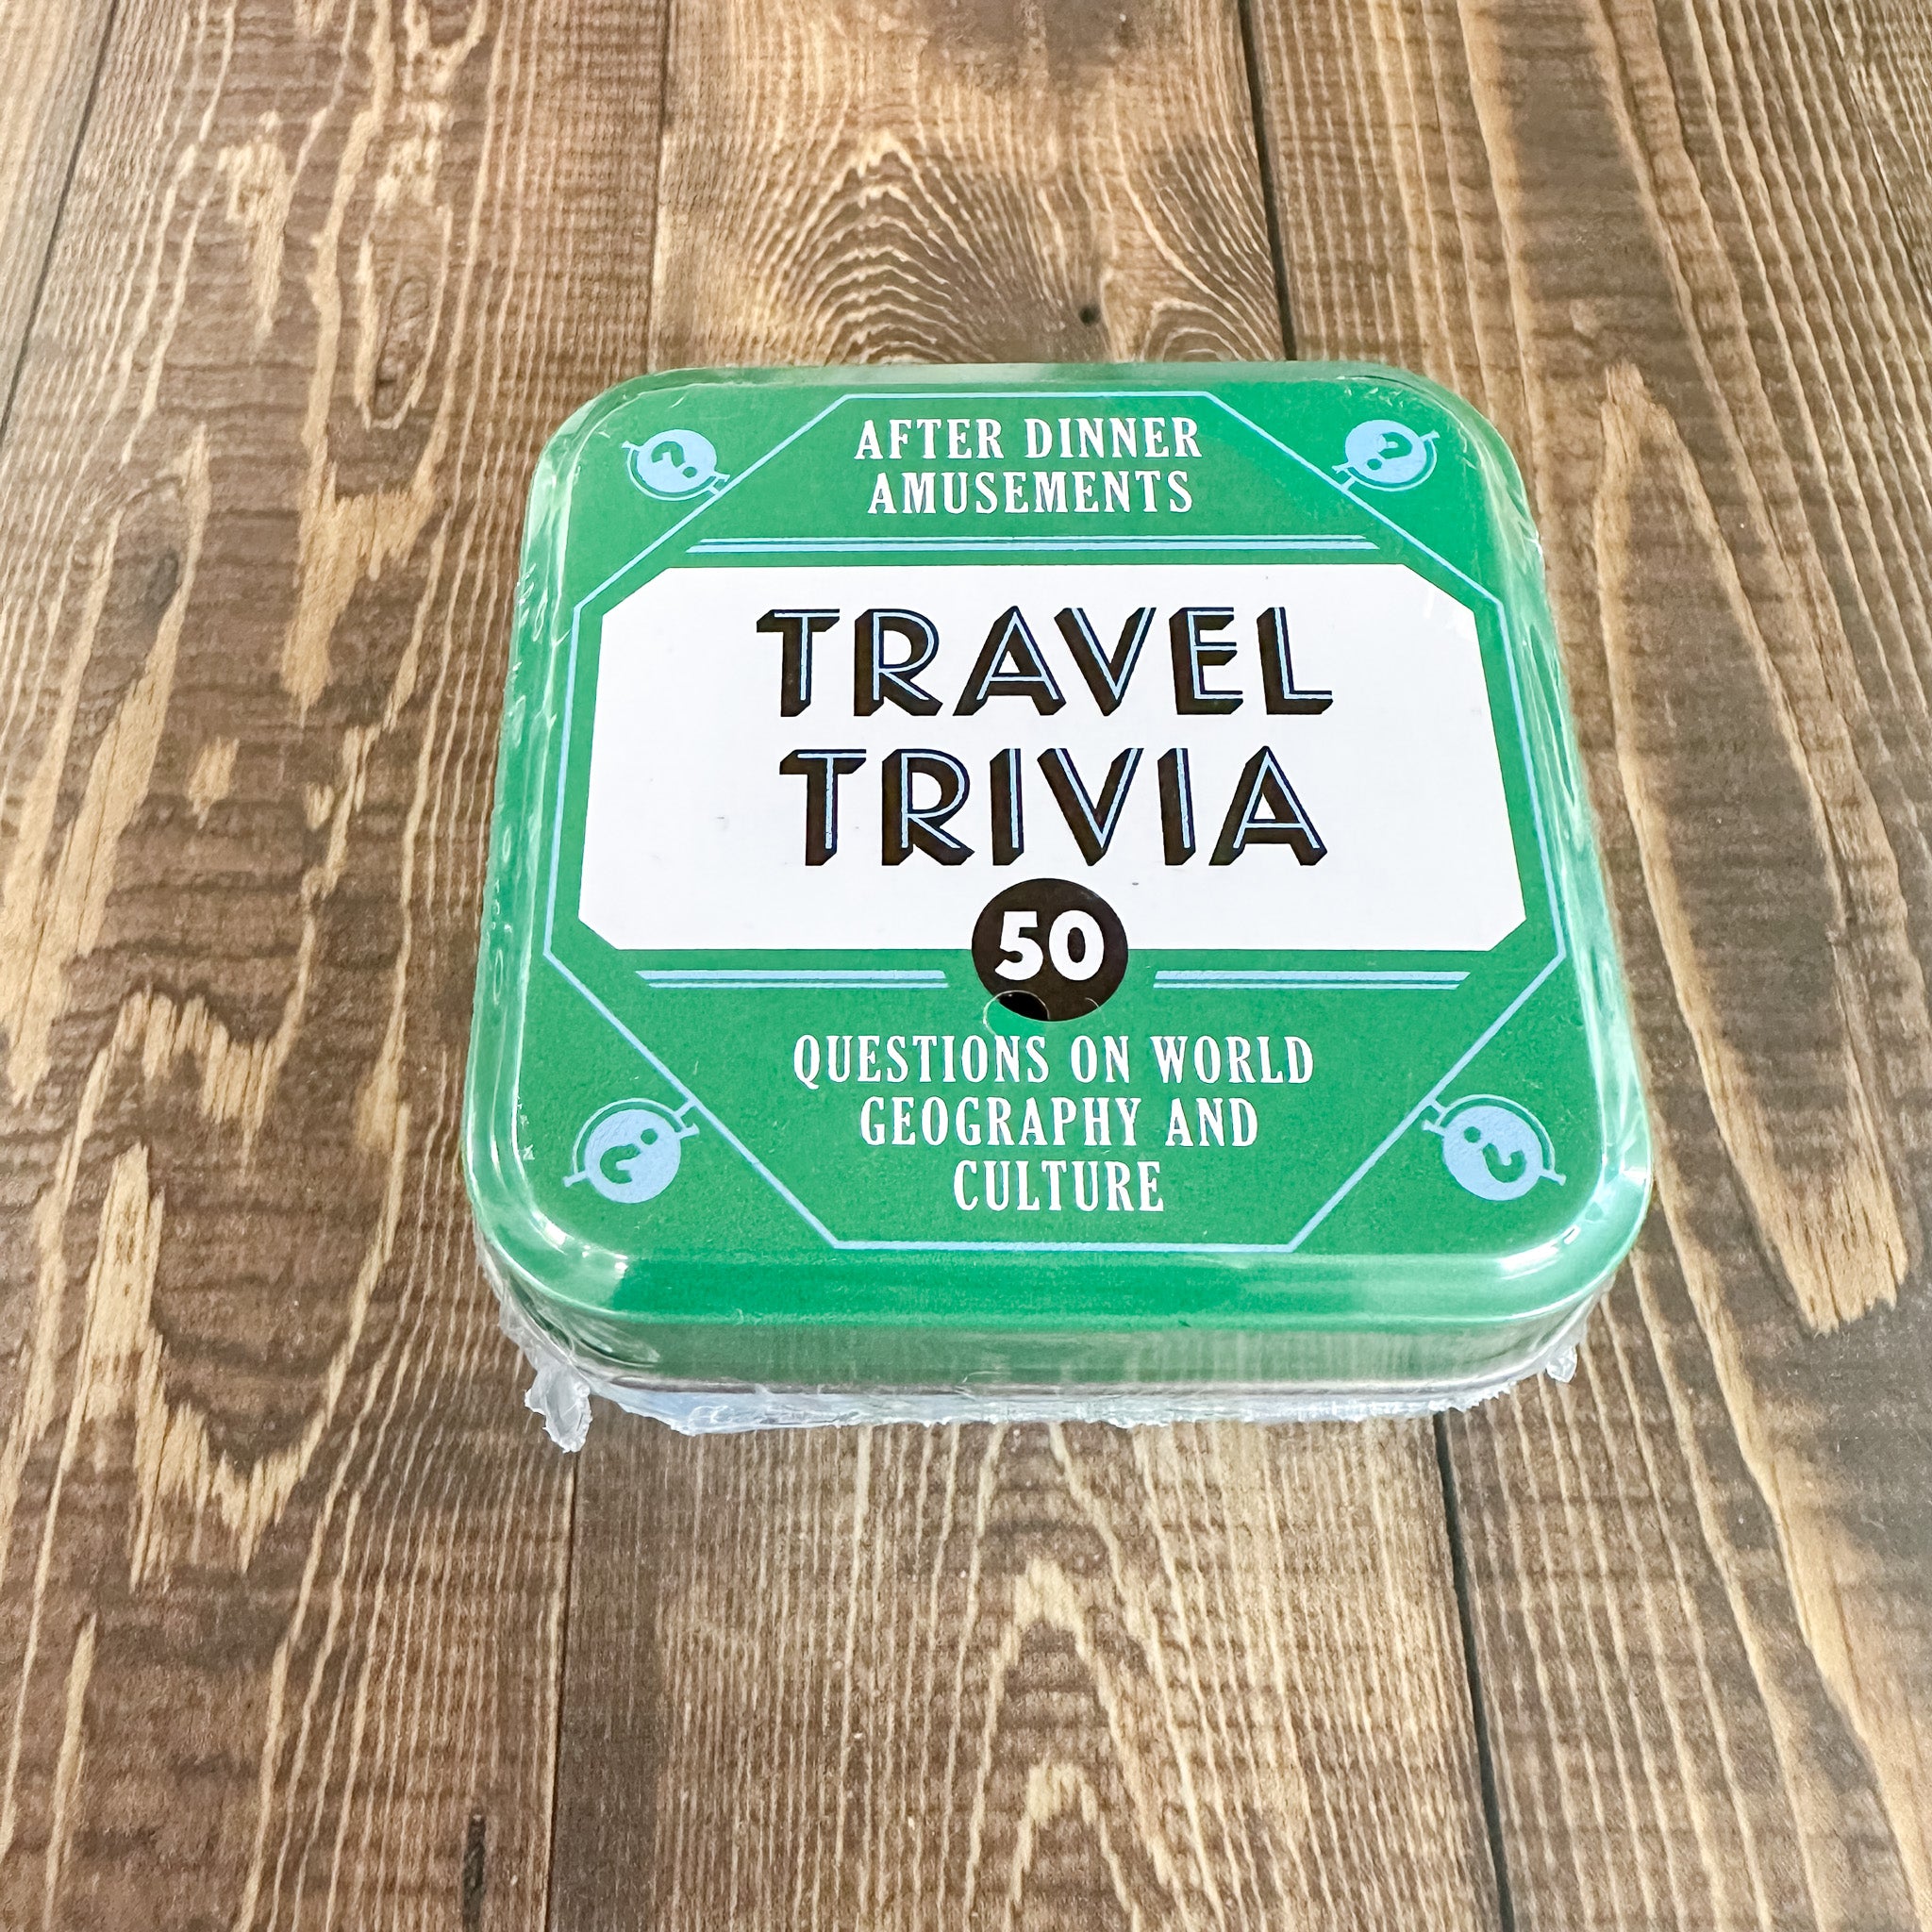 AFTER DINNER
AMUSEMENTS
TRAVEL
TRIVIA
50
QUESTIONS ON WORLD
GEOGRAPHY AND
CULTURE